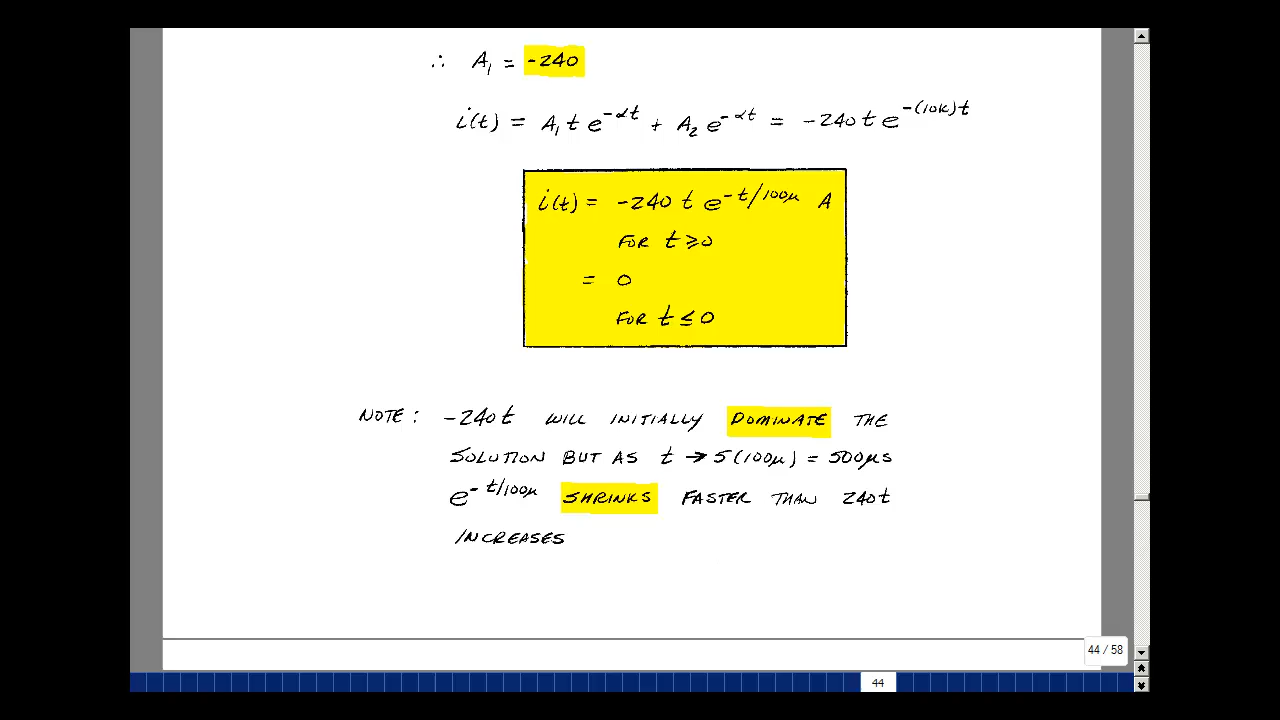 ∴ A₁ = -240
i(t) = A₁ t e^{-αt} + A₂ e^{-αt} = -240 t e^{-(10k)t}
i(t) = -240 t e^{-t/100μ} A
FOR t ≥ 0
= 0
FOR t ≤ 0
NOTE: -240t WILL INITIALLY DOMINATE THE
SOLUTION BUT AS t → 5(100μ) = 500μs
e^{-t/100μ} SHRINKS FASTER THAN 240t
INCREASES
44 / 58
44